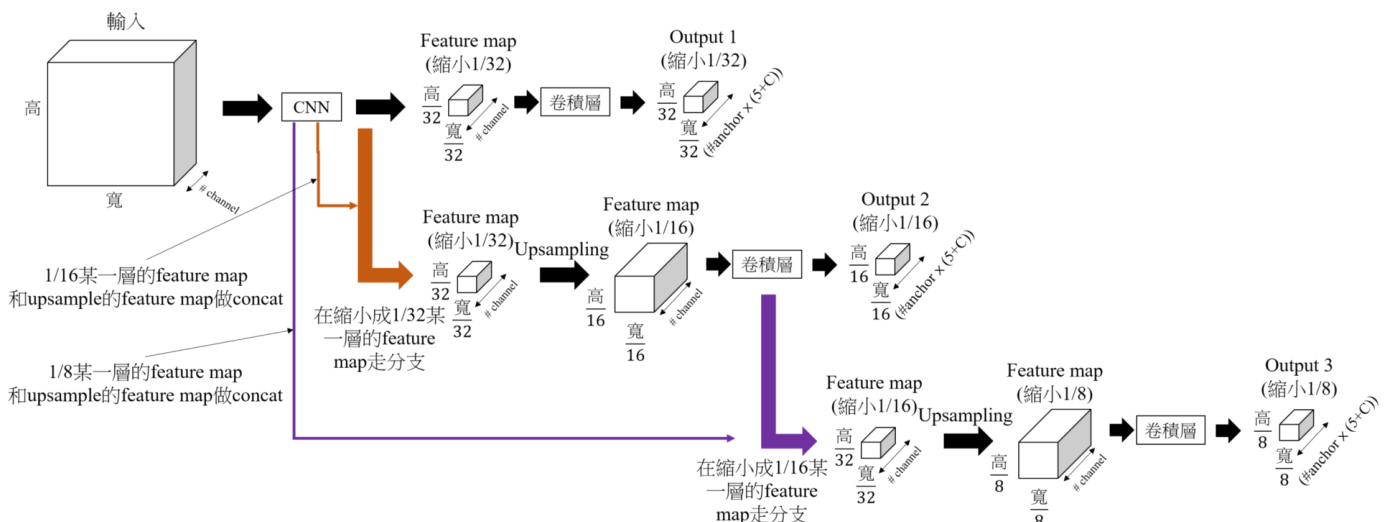 輸入
高
寬
# channel
CNN
Feature map
(縮小1/32)
高
32
寬
32
# channel
卷積層
Output 1
(縮小1/32)
高
32
寬
32
(#anchor x (5+C))
1/16某一層的feature map
和upsample的feature map做concat
1/8某一層的feature map
和upsample的feature map做concat
在縮小成1/32某
一層的feature
map走分支
Feature map
(縮小1/32)
高
32
寬
32
# channel
Upsampling
Feature map
(縮小1/16)
高
16
寬
16
# channel
卷積層
Output 2
(縮小1/16)
高
16
寬
16
(#anchor x (5+C))
在縮小成1/16某
一層的feature
map走分支
Feature map
(縮小1/16)
高
32
寬
32
# channel
Upsampling
Feature map
(縮小1/8)
高
8
寬
8
# channel
卷積層
Output 3
(縮小1/8)
高
8
寬
8
(#anchor x (5+C))